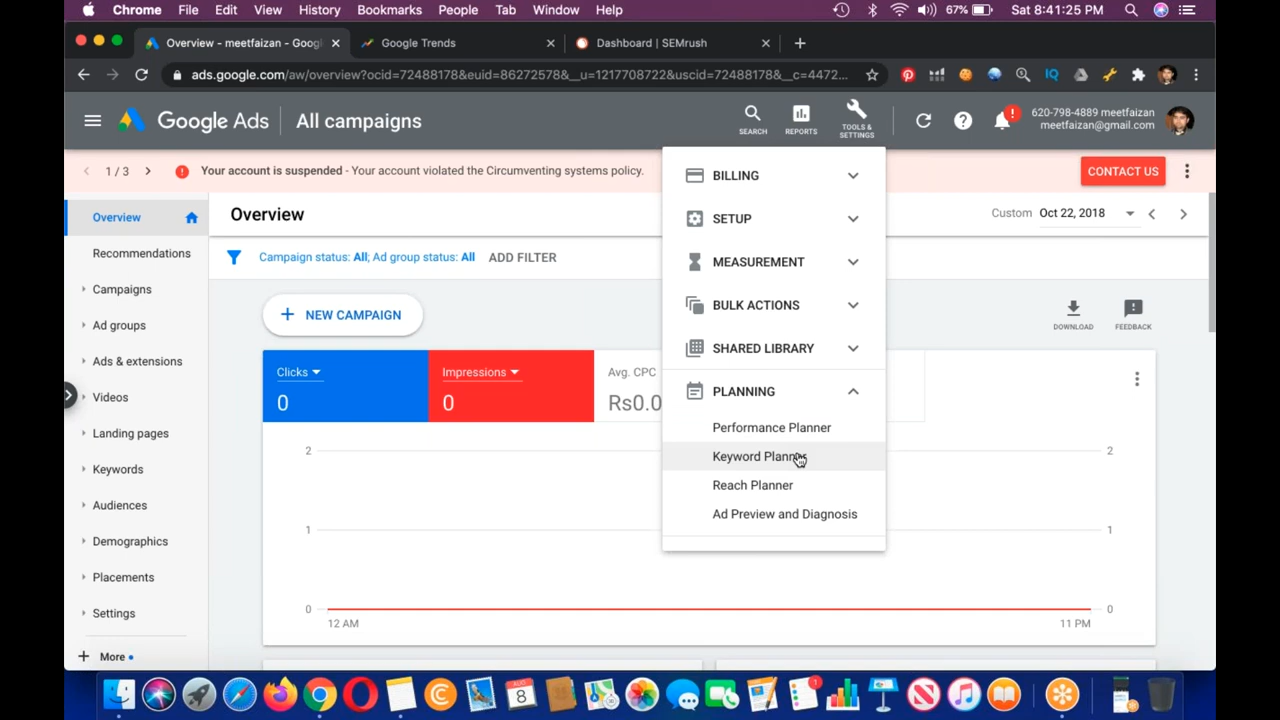 Chrome File Edit View History Bookmarks People Tab Window Help 67% Sat 8:41:25 PM
Overview - meetfaizan - Goog Google Trends Dashboard | SEMrush
ads.google.com/aw/overview?ocid=72488178&euid=86272578&__u=1217708722&uscid=72488178&__c=4472...
Google Ads All campaigns
SEARCH REPORTS TOOLS & SETTINGS
620-798-4889 meetfaizan
meetfaizan@gmail.com
1 / 3 Your account is suspended - Your account violated the Circumventing systems policy. CONTACT US
Overview
Recommendations
Campaigns
Ad groups
Ads & extensions
Videos
Landing pages
Keywords
Audiences
Demographics
Placements
Settings
More
Overview
Custom Oct 22, 2018
Campaign status: All; Ad group status: All ADD FILTER
NEW CAMPAIGN
DOWNLOAD FEEDBACK
Clicks Impressions Avg. CPC
0 0 Rs0.0
2 2
1 1
0 0
12 AM 11 PM
BILLING
SETUP
MEASUREMENT
BULK ACTIONS
SHARED LIBRARY
PLANNING
Performance Planner
Keyword Planner
Reach Planner
Ad Preview and Diagnosis